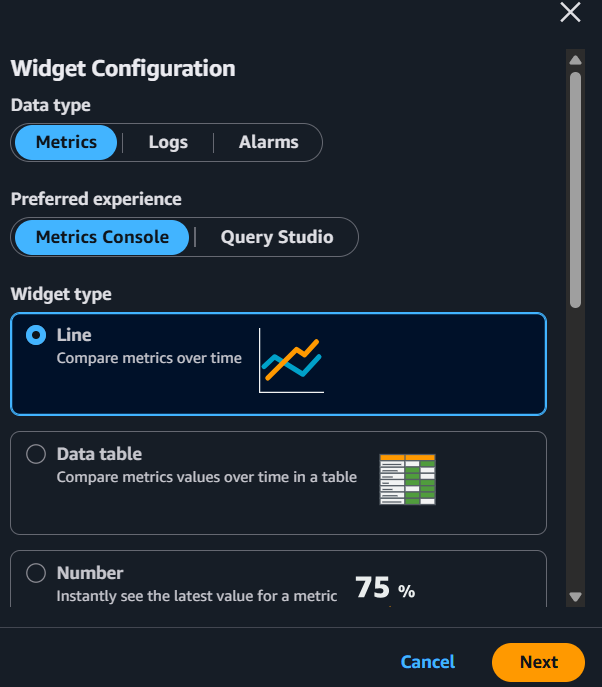 Widget Configuration
Data type
Metrics | Logs | Alarms
Preferred experience
Metrics Console | Query Studio
Widget type
Line
Compare metrics over time
Data table
Compare metrics values over time in a table
Number
Instantly see the latest value for a metric
75 %
Cancel Next